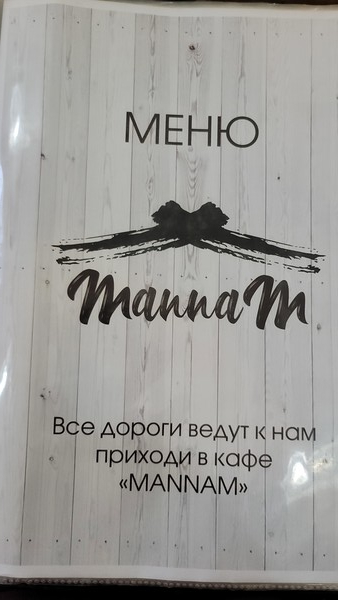 МЕНЮ
MannaM
Все дороги ведут к нам
приходи в кафе
«MANNAM»